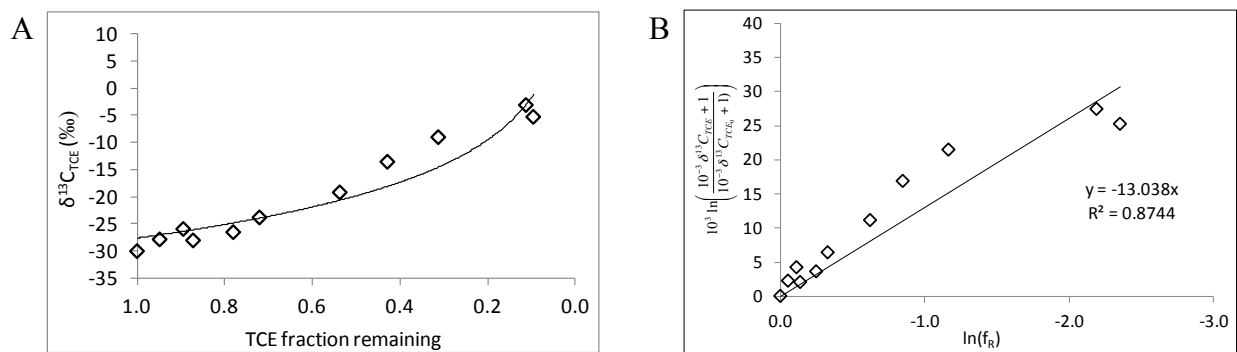 A
δ¹³C_TCE (‰)
10
5
0
-5
-10
-15
-20
-25
-30
-35
1.0 0.8 0.6 0.4 0.2 0.0
TCE fraction remaining
B
10³ ln((10⁻³ δ¹³C_TCE + 1)/(10⁻³ δ¹³C_TCE₀ + 1))
40
35
30
25
20
15
10
5
0
y = -13.038x
R² = 0.8744
0.0 -1.0 -2.0 -3.0
ln(f_R)